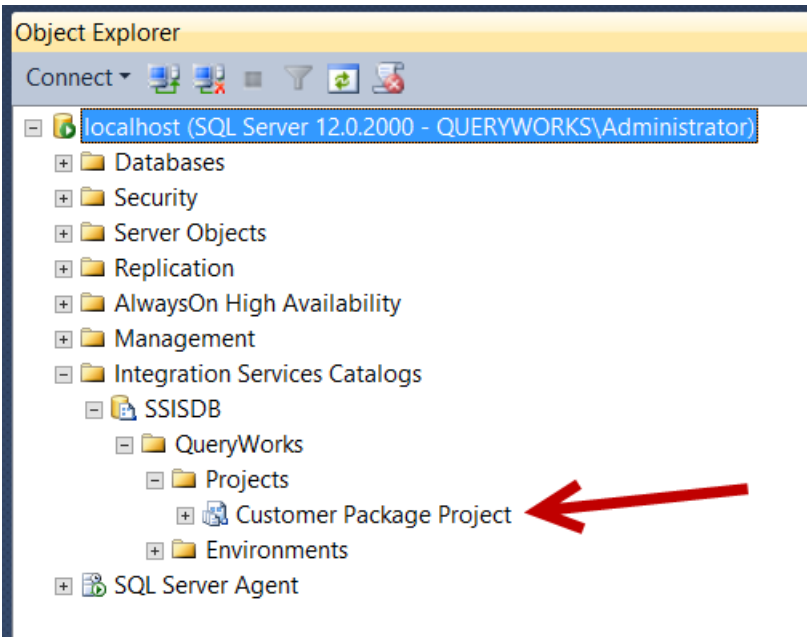 Object Explorer
Connect
localhost (SQL Server 12.0.2000 - QUERYWORKS\Administrator)
Databases
Security
Server Objects
Replication
AlwaysOn High Availability
Management
Integration Services Catalogs
SSISDB
QueryWorks
Projects
Customer Package Project
Environments
SQL Server Agent